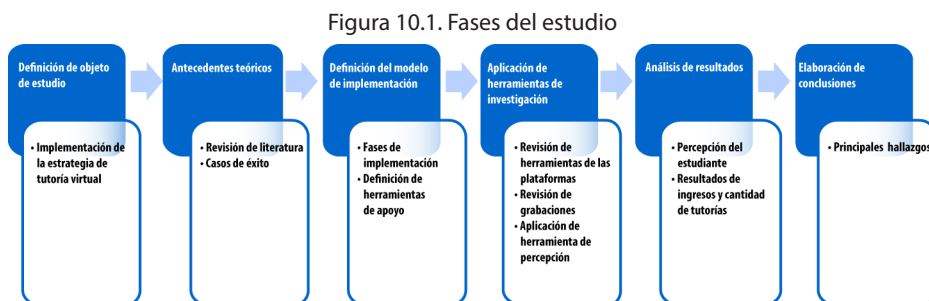 Figura 10.1. Fases del estudio
Definición de objeto
de estudio
• Implementación de
la estrategia de
tutoría virtual
Antecedentes teóricos
• Revisión de literatura
• Casos de éxito
Definición del modelo
de implementación
• Fases de
implementación
• Definición de
herramientas
de apoyo
Aplicación de
herramientas de
investigación
• Revisión de
herramientas de las
plataformas
• Revisión de
grabaciones
• Aplicación de
herramienta de
percepción
Análisis de resultados
• Percepción del
estudiante
• Resultados de
ingresos y cantidad
de tutorías
Elaboración de
conclusiones
• Principales hallazgos